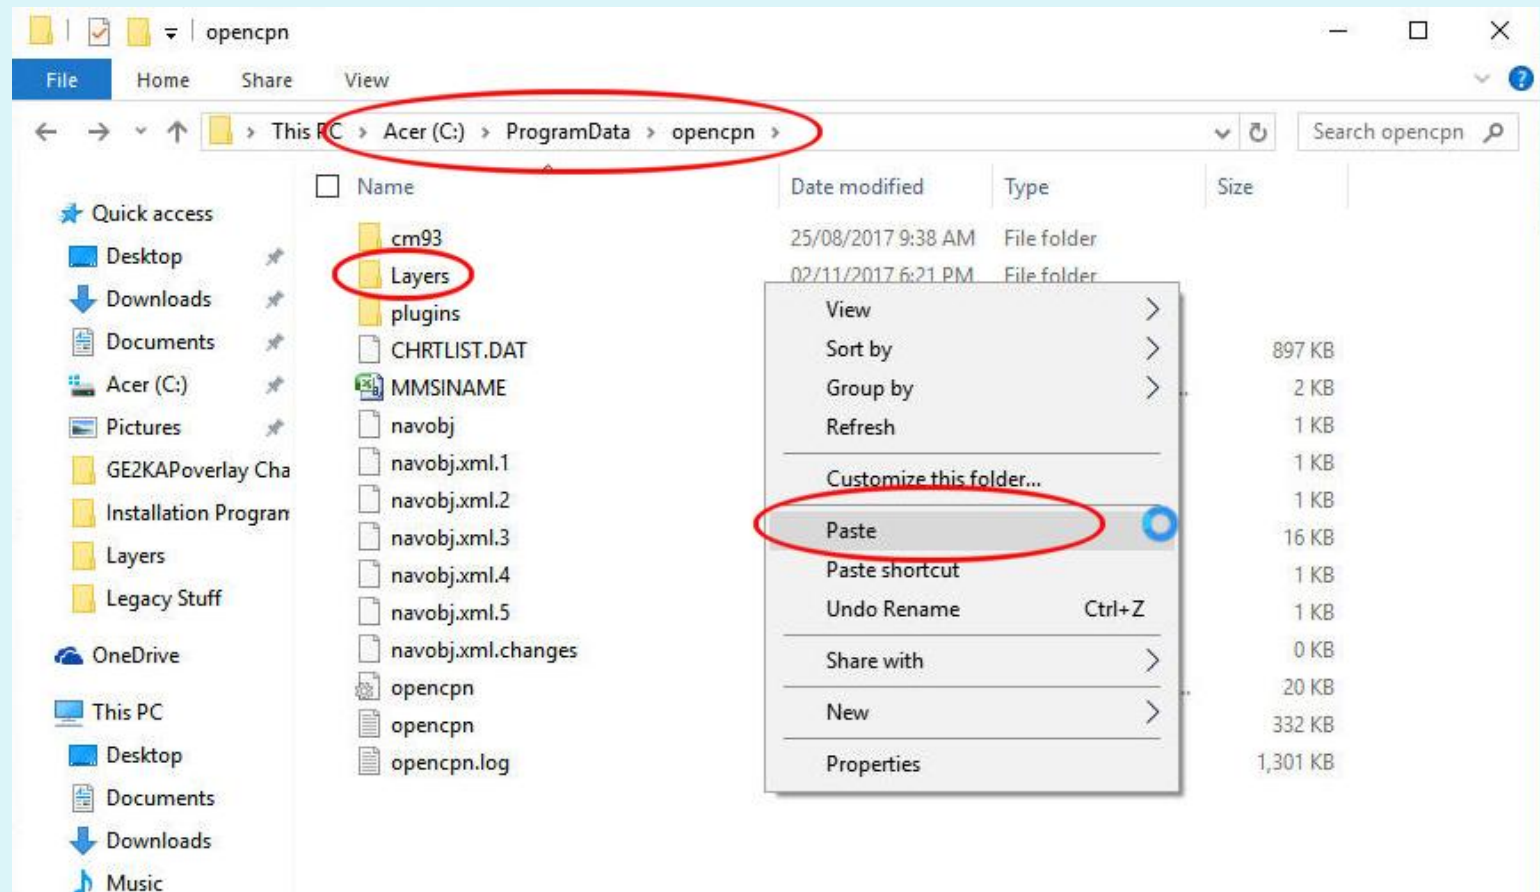 opencpn
File Home Share View
This PC > Acer (C:) > ProgramData > opencpn >
Search opencpn
Name Date modified Type Size
Quick access
Desktop
Downloads
Documents
Acer (C:)
Pictures
GE2KAPoverlay Cha
Installation Program
Layers
Legacy Stuff
OneDrive
This PC
Desktop
Documents
Downloads
Music
cm93 25/08/2017 9:38 AM File folder
Layers 02/11/2017 6:21 PM File folder
plugins
CHRTLIST.DAT 897 KB
MMSINAME .. 2 KB
navobj 1 KB
navobj.xml.1 1 KB
navobj.xml.2 1 KB
navobj.xml.3 16 KB
navobj.xml.4 1 KB
navobj.xml.5 1 KB
navobj.xml.changes 0 KB
opencpn .. 20 KB
opencpn 332 KB
opencpn.log 1,301 KB
View
Sort by
Group by
Refresh
Customize this folder...
Paste
Paste shortcut
Undo Rename Ctrl+Z
Share with
New
Properties